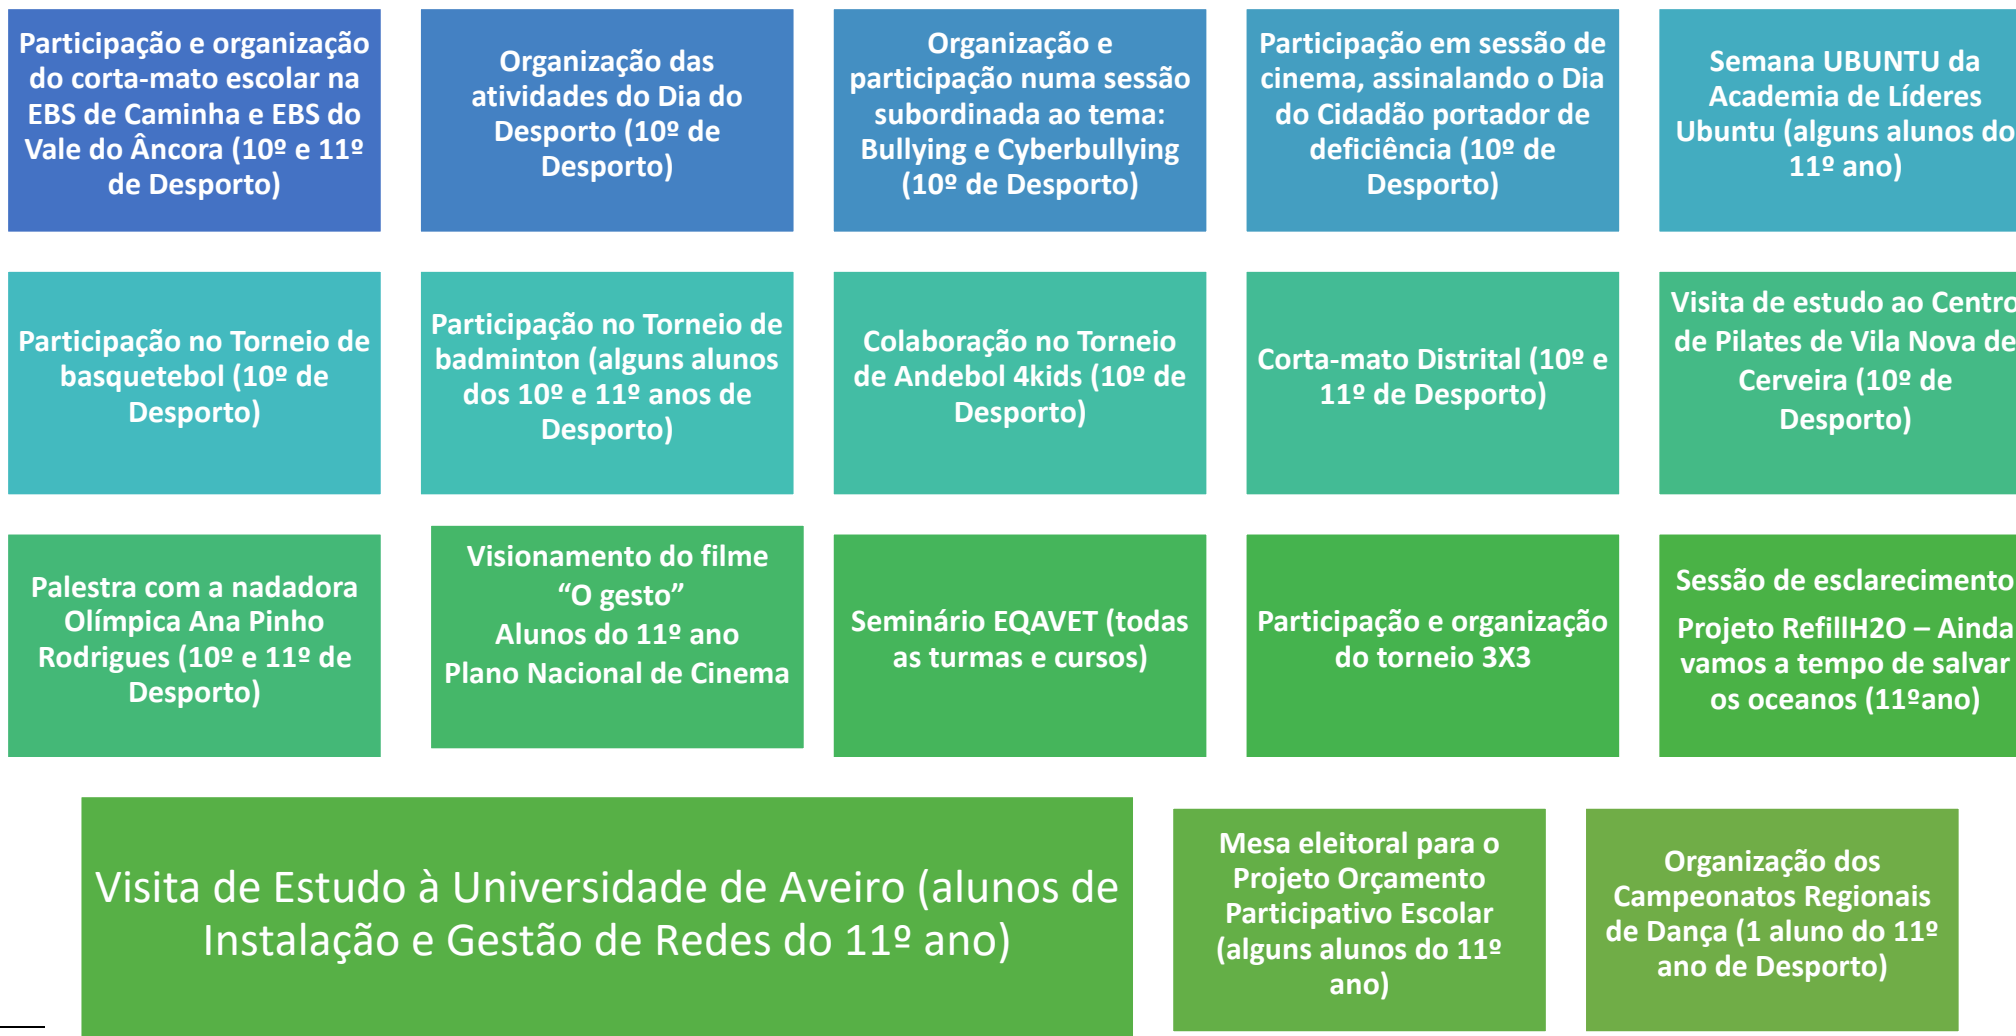 Participação e organização
do corta-mato escolar na
EBS de Caminha e EBS do
Vale do Âncora (10º e 11º
de Desporto)
Organização das
atividades do Dia do
Desporto (10º de
Desporto)
Organização e
participação numa sessão
subordinada ao tema:
Bullying e Cyberbullying
(10º de Desporto)
Participação em sessão de
cinema, assinalando o Dia
do Cidadão portador de
deficiência (10º de
Desporto)
Semana UBUNTU da
Academia de Líderes
Ubuntu (alguns alunos do
11º ano)
Participação no Torneio de
basquetebol (10º de
Desporto)
Participação no Torneio de
badminton (alguns alunos
dos 10º e 11º anos de
Desporto)
Colaboração no Torneio
de Andebol 4kids (10º de
Desporto)
Corta-mato Distrital (10º e
11º de Desporto)
Visita de estudo ao Centro
de Pilates de Vila Nova de
Cerveira (10º de
Desporto)
Palestra com a nadadora
Olímpica Ana Pinho
Rodrigues (10º e 11º de
Desporto)
Visionamento do filme
“O gesto”
Alunos do 11º ano
Plano Nacional de Cinema
Seminário EQAVET (todas
as turmas e cursos)
Participação e organização
do torneio 3X3
Sessão de esclarecimento
Projeto RefillH2O – Ainda
vamos a tempo de salvar
os oceanos (11ºano)
Visita de Estudo à Universidade de Aveiro (alunos de
Instalação e Gestão de Redes do 11º ano)
Mesa eleitoral para o
Projeto Orçamento
Participativo Escolar
(alguns alunos do 11º
ano)
Organização dos
Campeonatos Regionais
de Dança (1 aluno do 11º
ano de Desporto)